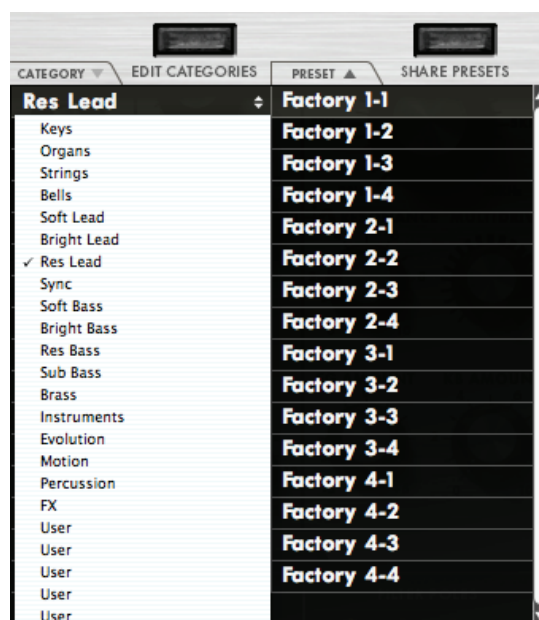 CATEGORY ▼ EDIT CATEGORIES PRESET ▲ SHARE PRESETS
Res Lead
Keys
Organs
Strings
Bells
Soft Lead
Bright Lead
✓ Res Lead
Sync
Soft Bass
Bright Bass
Res Bass
Sub Bass
Brass
Instruments
Evolution
Motion
Percussion
FX
User
User
User
User
User
Factory 1-1
Factory 1-2
Factory 1-3
Factory 1-4
Factory 2-1
Factory 2-2
Factory 2-3
Factory 2-4
Factory 3-1
Factory 3-2
Factory 3-3
Factory 3-4
Factory 4-1
Factory 4-2
Factory 4-3
Factory 4-4